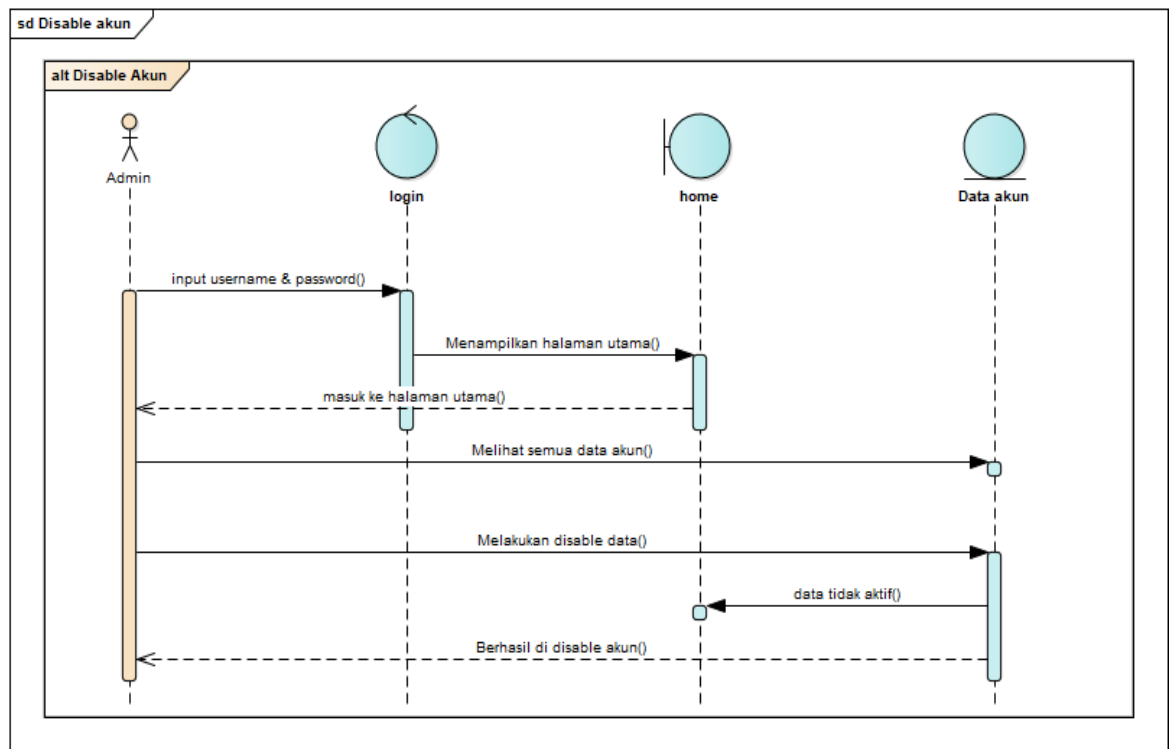 sd Disable akun
alt Disable Akun
Admin
login
home
Data akun
input username & password()
Menampilkan halaman utama()
masuk ke halaman utama()
Melihat semua data akun()
Melakukan disable data()
data tidak aktif()
Berhasil di disable akun()